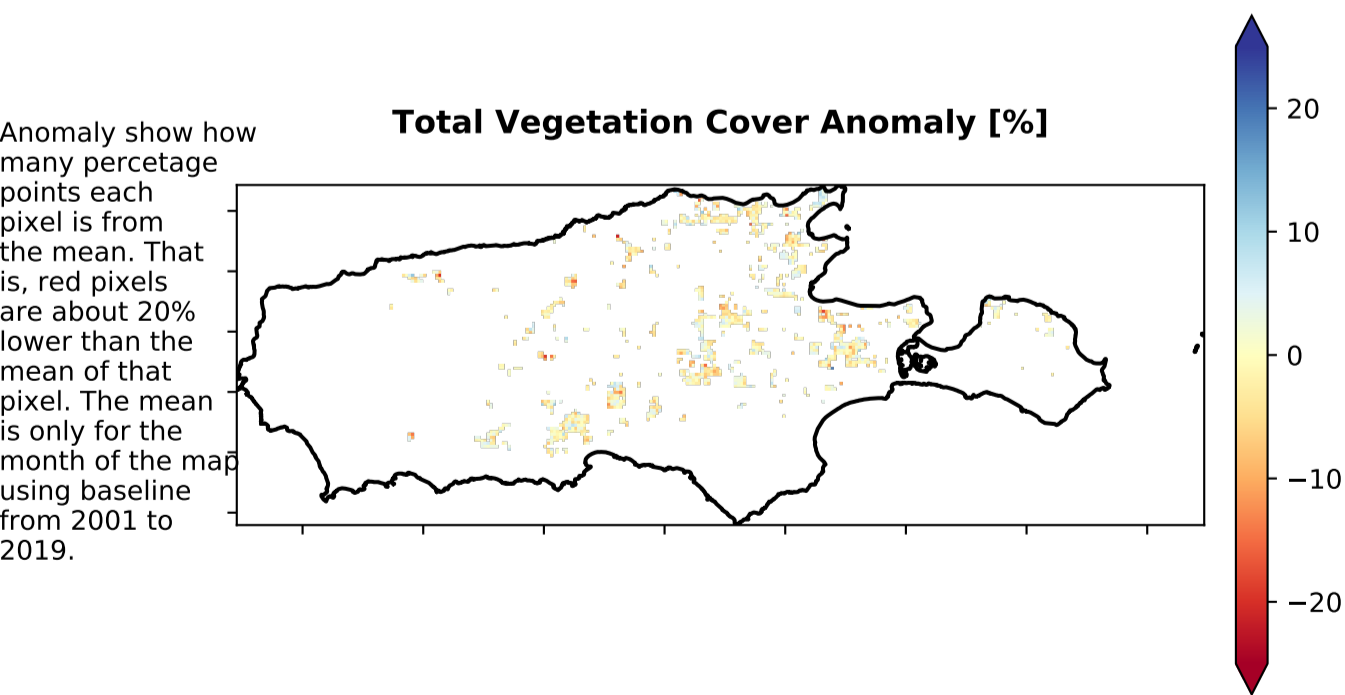 Total Vegetation Cover Anomaly [%]
Anomaly show how
many percetage
points each
pixel is from
the mean. That
is, red pixels
are about 20%
lower than the
mean of that
pixel. The mean
is only for the
month of the map
using baseline
from 2001 to
2019.
20
10
0
−10
−20